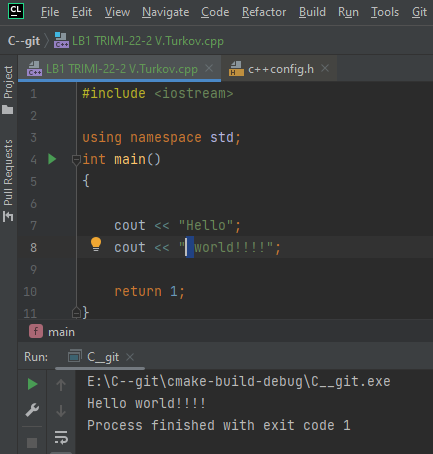 CL File Edit View Navigate Code Refactor Build Run Tools Git
C--git LB1 TRIMI-22-2 V.Turkov.cpp
Project
Pull Requests
LB1 TRIMI-22-2 V.Turkov.cpp c++config.h
1 #include <iostream>
2
3 using namespace std;
4 int main()
5 {
6
7 cout << "Hello";
8 cout << " world!!!!";
9
10 return 1;
11 }
f main
Run: C__git
E:\C--git\cmake-build-debug\C__git.exe
Hello world!!!!
Process finished with exit code 1